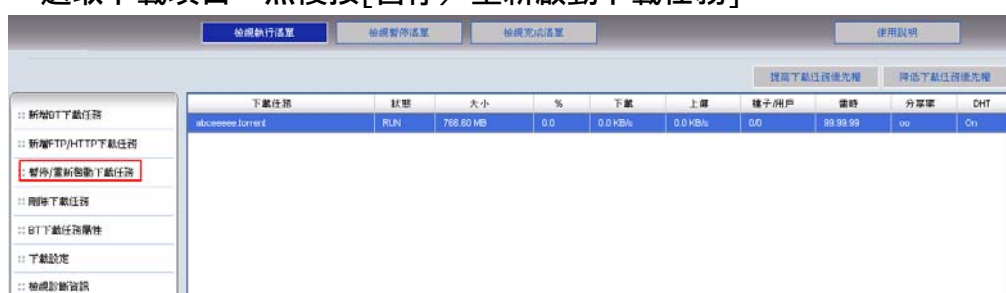 選取下載項目，然後按[暫停/重新啟動下載任務]
檢視執行清單 檢視暫停清單 檢視完成清單 使用說明
提高下載任務優先權 降低下載任務優先權
下載任務 狀態 大小 % 下載 上傳 種子/用戶 需時 分享率 DHT
abceeeee.torrent RUN 768.60 MB 0.0 0.0 KB/s 0.0 KB/s 0/0 99.99.99 oo On
:: 新增BT下載任務
:: 新增FTP/HTTP下載任務
:: 暫停/重新啟動下載任務
:: 刪除下載任務
:: BT下載任務屬性
:: 下載設定
:: 檢視診斷資訊